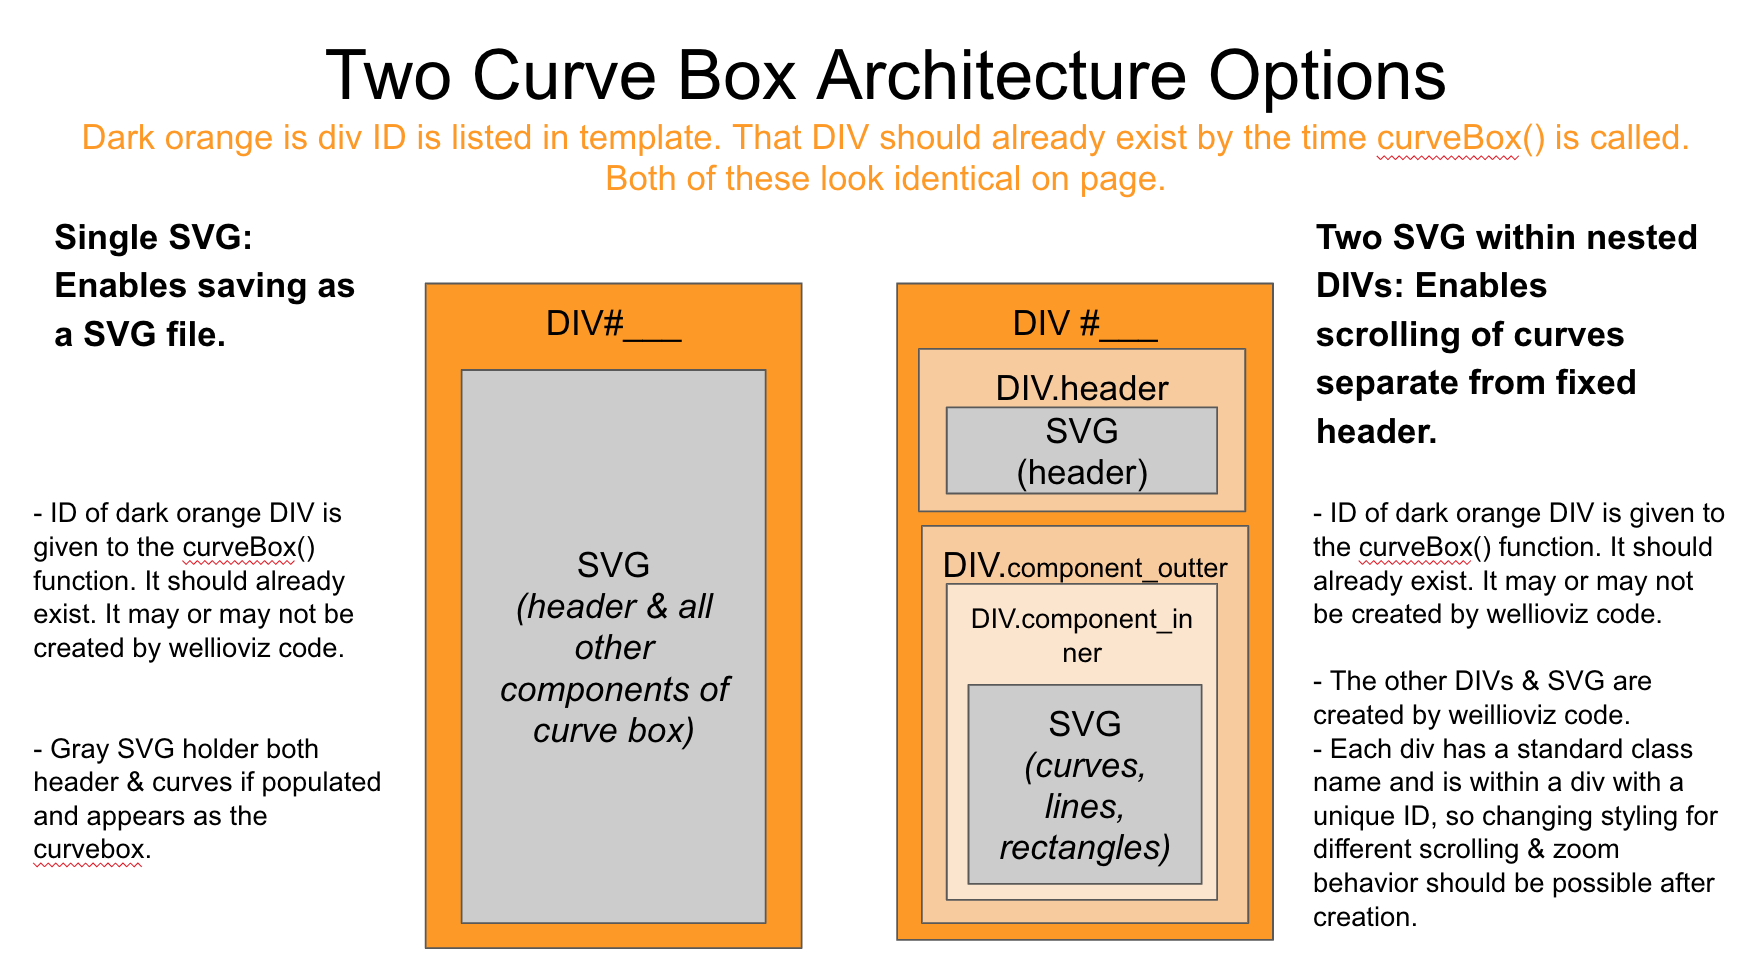 Two Curve Box Architecture Options
Dark orange is div ID is listed in template. That DIV should already exist by the time curveBox() is called.
Both of these look identical on page.
Single SVG:
Enables saving as
a SVG file.
- ID of dark orange DIV is
given to the curveBox()
function. It should already
exist. It may or may not be
created by wellioviz code.
- Gray SVG holder both
header & curves if populated
and appears as the
curvebox.
DIV#___
SVG
(header & all
other
components of
curve box)
DIV #___
DIV.header
SVG
(header)
DIV.component_outter
DIV.component_in
ner
SVG
(curves,
lines,
rectangles)
Two SVG within nested
DIVs: Enables
scrolling of curves
separate from fixed
header.
- ID of dark orange DIV is given to
the curveBox() function. It should
already exist. It may or may not
be created by wellioviz code.
- The other DIVs & SVG are
created by weillioviz code.
- Each div has a standard class
name and is within a div with a
unique ID, so changing styling for
different scrolling & zoom
behavior should be possible after
creation.